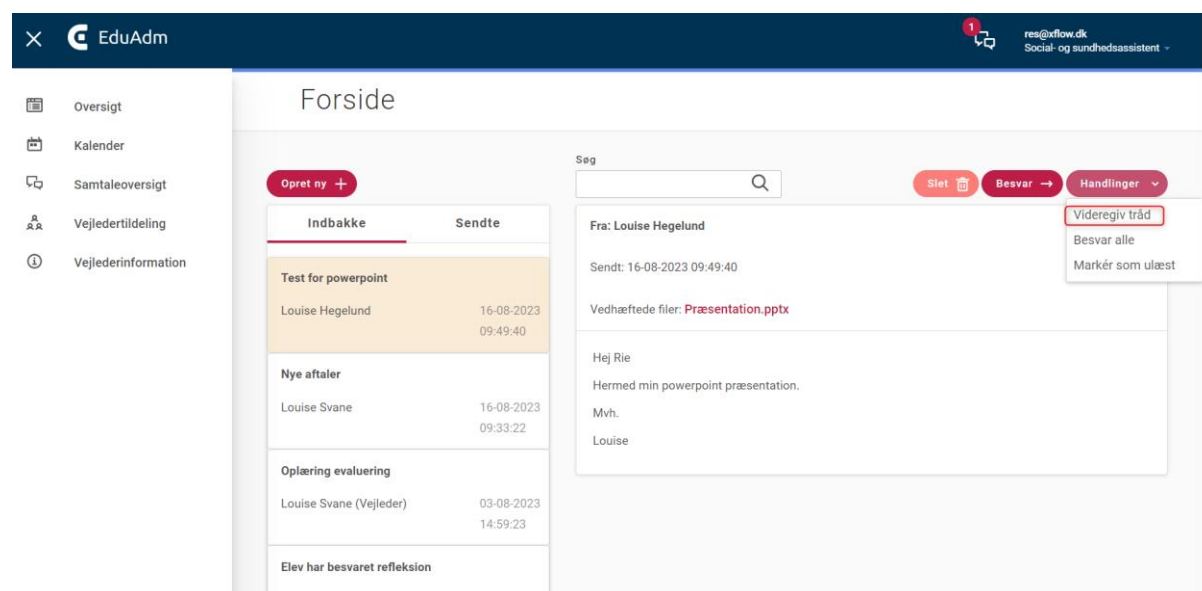 EduAdm
1
res@xflow.dk
Social- og sundhedsassistent
Oversigt
Kalender
Samtaleoversigt
Vejledertildeling
Vejlederinformation
Forside
Opret ny
Søg
Slet
Besvar
Handlinger
Videregiv tråd
Besvar alle
Markér som ulæst
Indbakke
Sendte
Test for powerpoint
Louise Hegelund
16-08-2023
09:49:40
Nye aftaler
Louise Svane
16-08-2023
09:33:22
Oplæring evaluering
Louise Svane (Vejleder)
03-08-2023
14:59:23
Elev har besvaret refleksion
Fra: Louise Hegelund
Sendt: 16-08-2023 09:49:40
Vedhæftede filer: Præsentation.pptx
Hej Rie
Hermed min powerpoint præsentation.
Mvh.
Louise